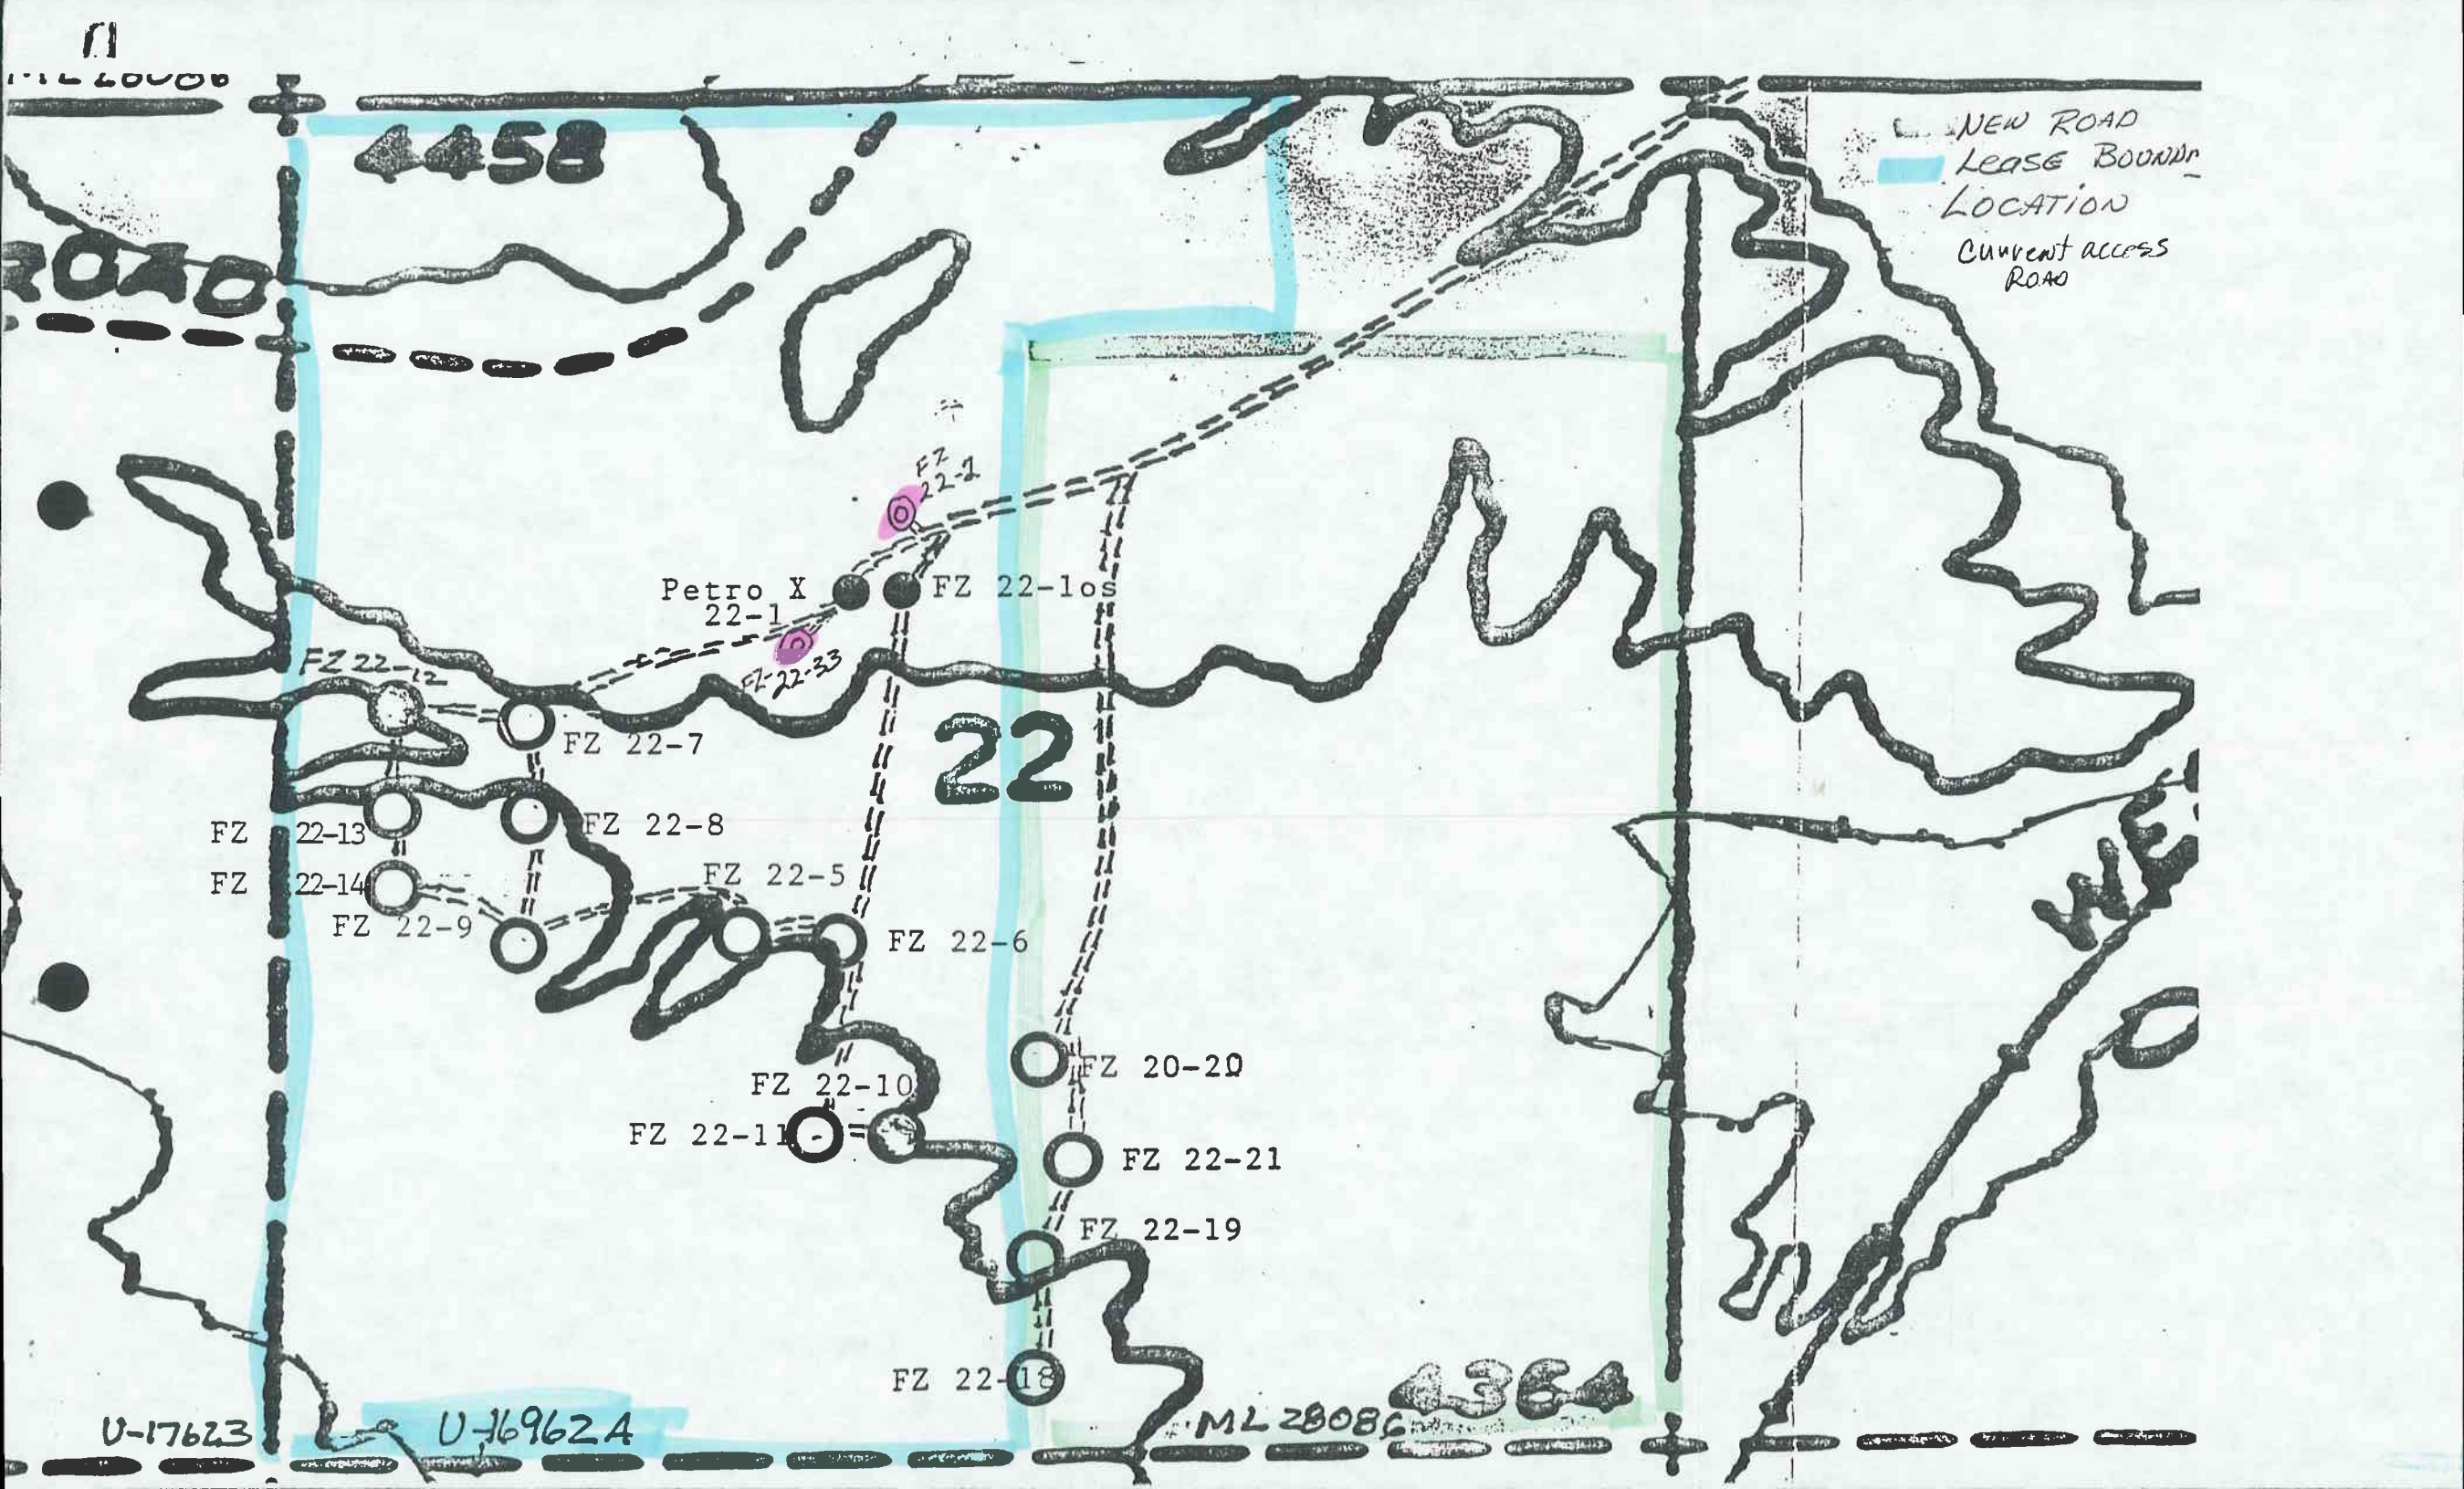 4458
NEW ROAD
LEASE BOUNDA
LOCATION
Current access
ROAD
ROAD
FZ
22-2
Petro X
22-1
FZ 22-1os
FZ-22-33
FZ 22-12
FZ 22-7
22
FZ 22-13
FZ 22-8
FZ 22-14
FZ 22-5
FZ 22-9
FZ 22-6
FZ 20-20
FZ 22-10
FZ 22-11
FZ 22-21
FZ 22-19
FZ 22-18
4364
U-17623
U-16962A
ML 28086
WE